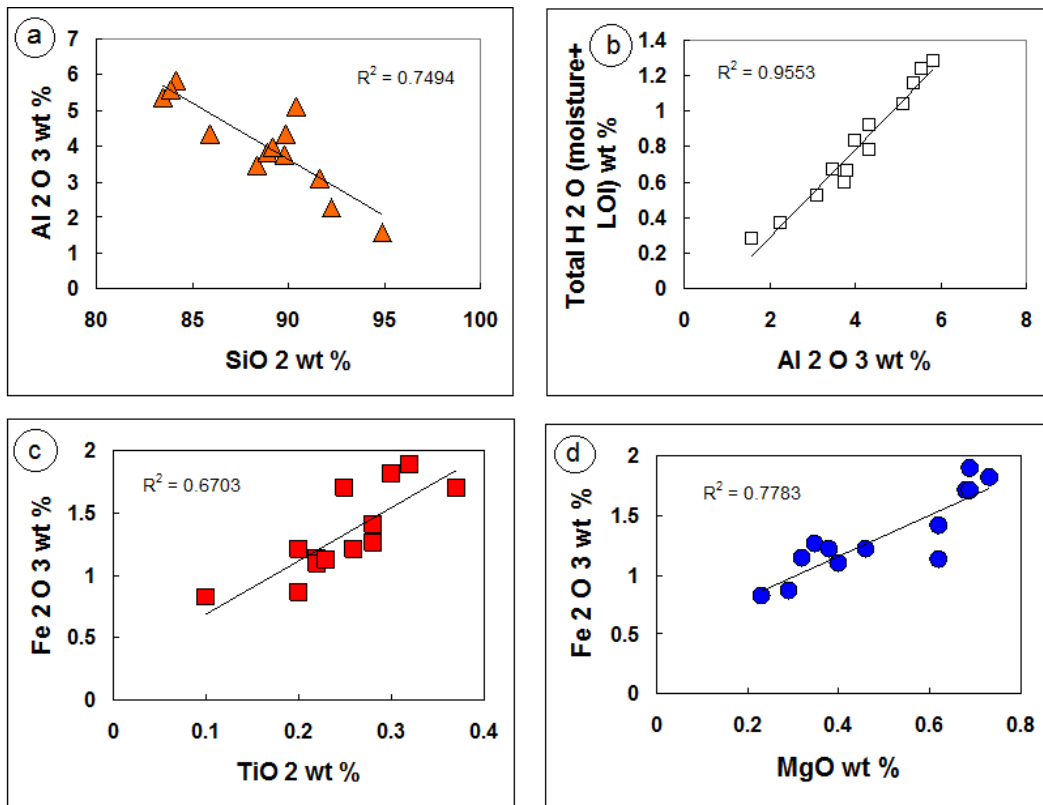 a
7
6
5
4
3
2
1
0
R² = 0.7494
Al 2 O 3 wt %
80
85
90
95
100
SiO 2 wt %
b
1.4
1.2
1
0.8
0.6
0.4
0.2
0
R² = 0.9553
Total H 2 O (moisture+
LOI) wt %
0
2
4
6
8
Al 2 O 3 wt %
c
2
1.5
1
0.5
0
R² = 0.6703
Fe 2 O 3 wt %
0
0.1
0.2
0.3
0.4
TiO 2 wt %
d
2
1.5
1
0.5
0
R² = 0.7783
Fe 2 O 3 wt %
0
0.2
0.4
0.6
0.8
MgO wt %